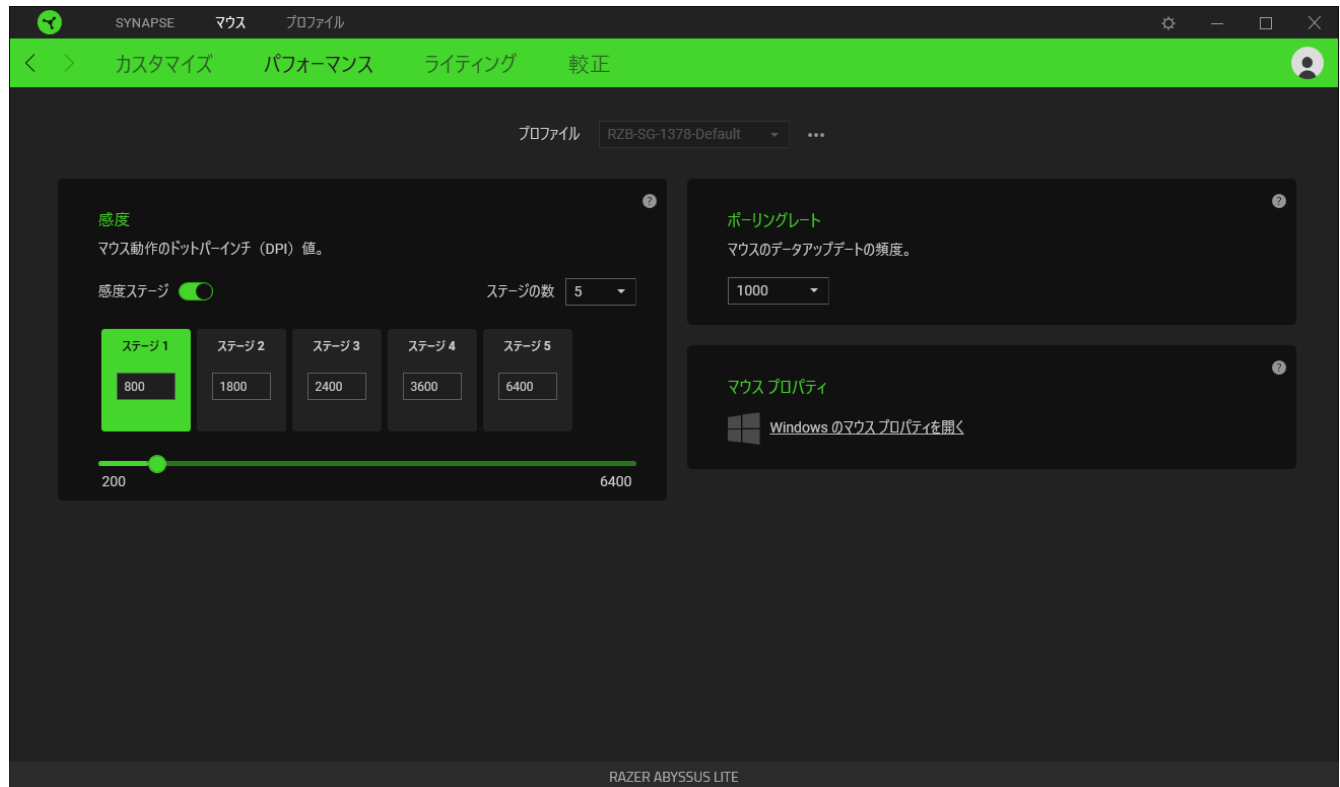 SYNAPSE マウス プロファイル
カスタマイズ パフォーマンス ライティング 較正
プロファイル RZB-SG-1378-Default
感度
マウス動作のドットパーインチ（DPI）値。
感度ステージ ステージの数 5
ステージ 1 ステージ 2 ステージ 3 ステージ 4 ステージ 5
800 1800 2400 3600 6400
200 6400
ポーリングレート
マウスのデータアップデートの頻度。
1000
マウス プロパティ
Windows のマウス プロパティを開く
RAZER ABYSSUS LITE